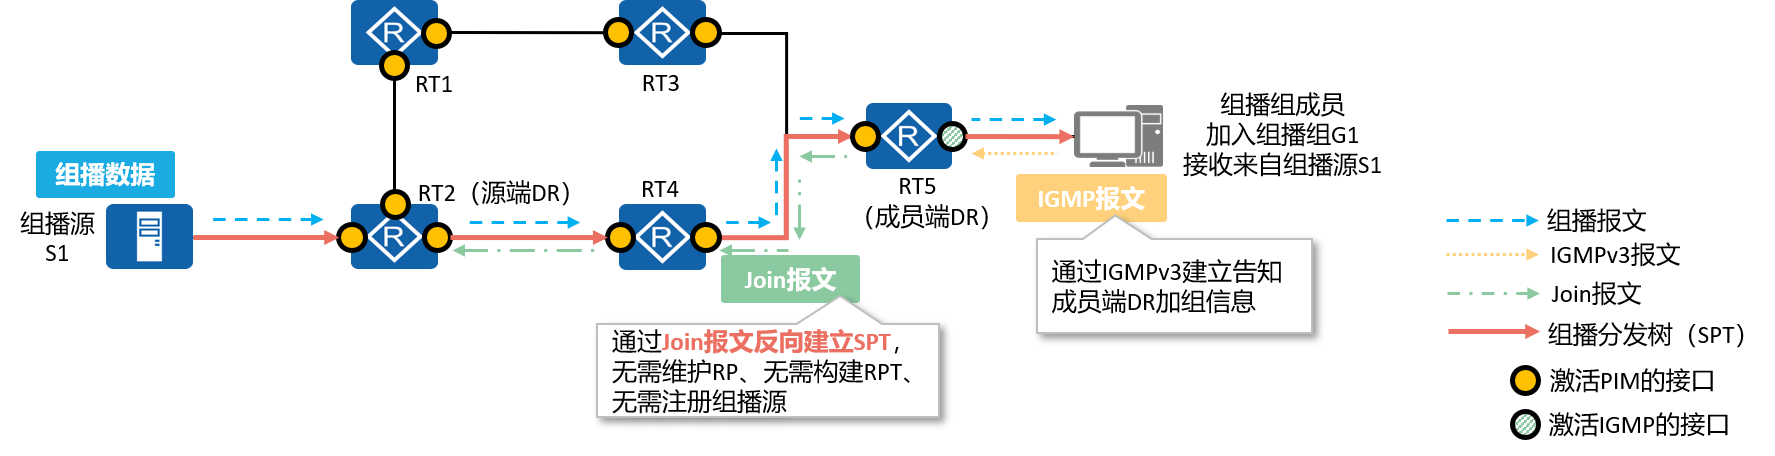 R
RT1
R
RT3
组播数据
组播源
S1
R
RT2（源端DR）
R
RT4
R
RT5
（成员端DR）
组播组成员
加入组播组G1
接收来自组播源S1
IGMP报文
通过IGMPv3建立告知
成员端DR加组信息
Join报文
通过Join报文反向建立SPT，
无需维护RP、无需构建RPT、
无需注册组播源
组播报文
IGMPv3报文
Join报文
组播分发树（SPT）
激活PIM的接口
激活IGMP的接口